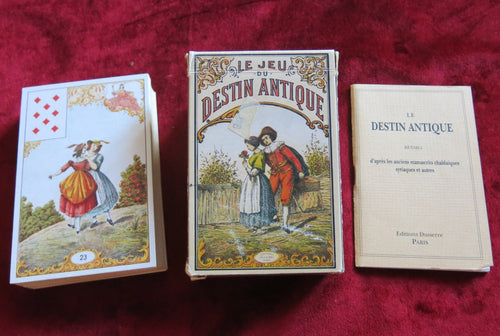 23
LE JEU
DU
DESTIN ANTIQUE
LE
DESTIN ANTIQUE
RÉTABLI
d'après les anciens manuscrits chaldaïques
syriaques et autres
Editions Dusserre
PARIS